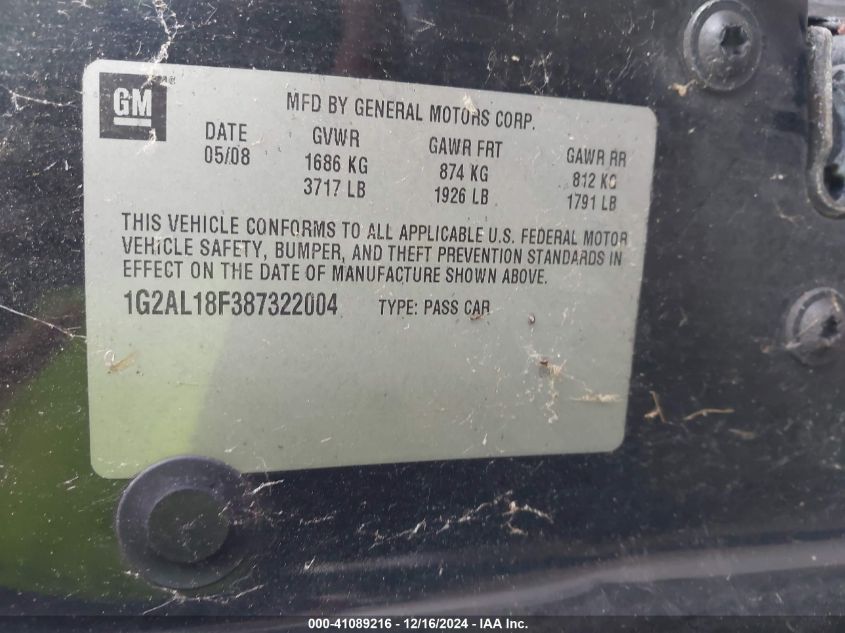 GM
MFD BY GENERAL MOTORS CORP.
DATE GVWR GAWR FRT GAWR RR
05/08 1686 KG 874 KG 812 KG
3717 LB 1926 LB 1791 LB
THIS VEHICLE CONFORMS TO ALL APPLICABLE U.S. FEDERAL MOTOR
VEHICLE SAFETY, BUMPER, AND THEFT PREVENTION STANDARDS IN
EFFECT ON THE DATE OF MANUFACTURE SHOWN ABOVE.
1G2AL18F387322004 TYPE: PASS CAR
000-41089216 - 12/16/2024 - IAA Inc.